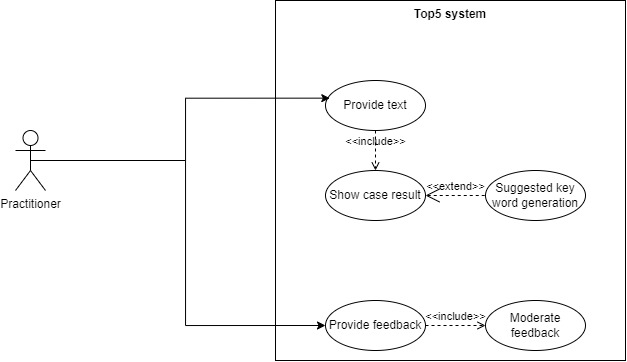 Top5 system
Provide text
<<include>>
Practitioner
Show case result
<<extend>>
Suggested key
word generation
Provide feedback
<<include>>
Moderate
feedback